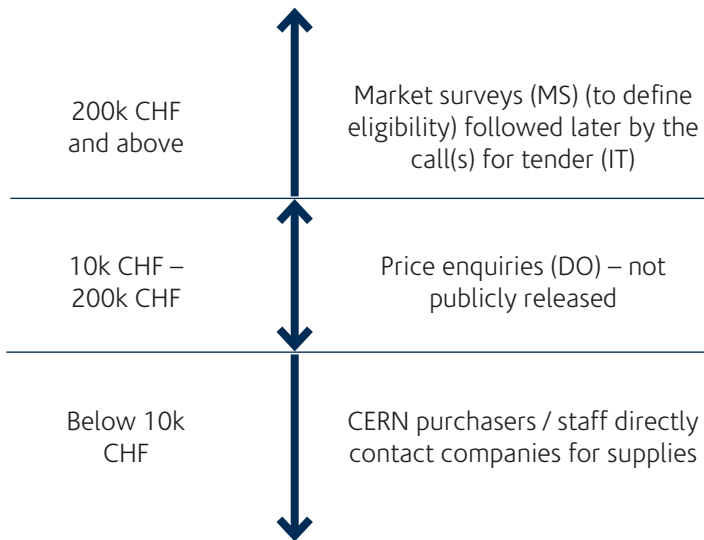 200k CHF
and above
Market surveys (MS) (to define
eligibility) followed later by the
call(s) for tender (IT)
10k CHF –
200k CHF
Price enquiries (DO) – not
publicly released
Below 10k
CHF
CERN purchasers / staff directly
contact companies for supplies